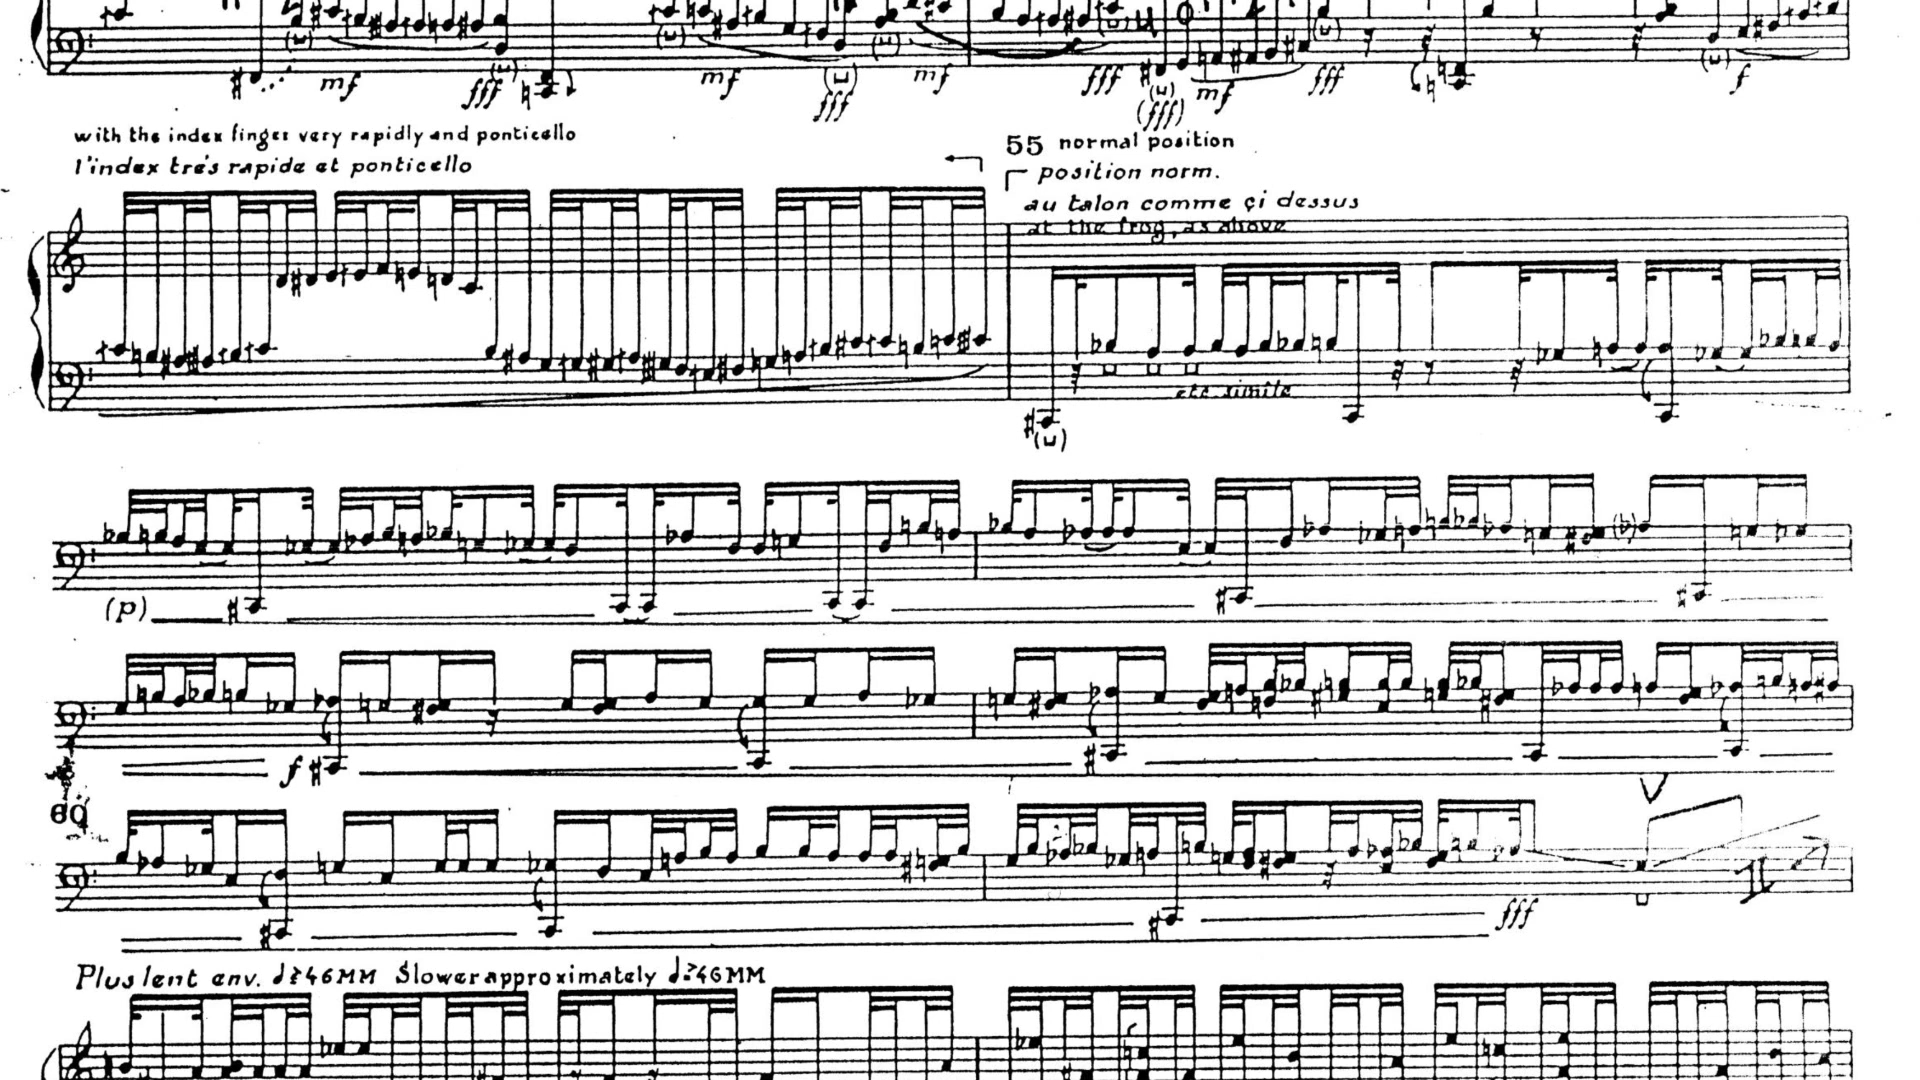 mf fff mf fff mf fff (fff) mf fff f
with the index finger very rapidly and ponticello
l'index très rapide et ponticello
55 normal position
position norm.
au talon comme çi dessus
at the frog, as above
etc. simile
(p)
f
60
fff
Plus lent env. 46MM Slower approximately 46MM